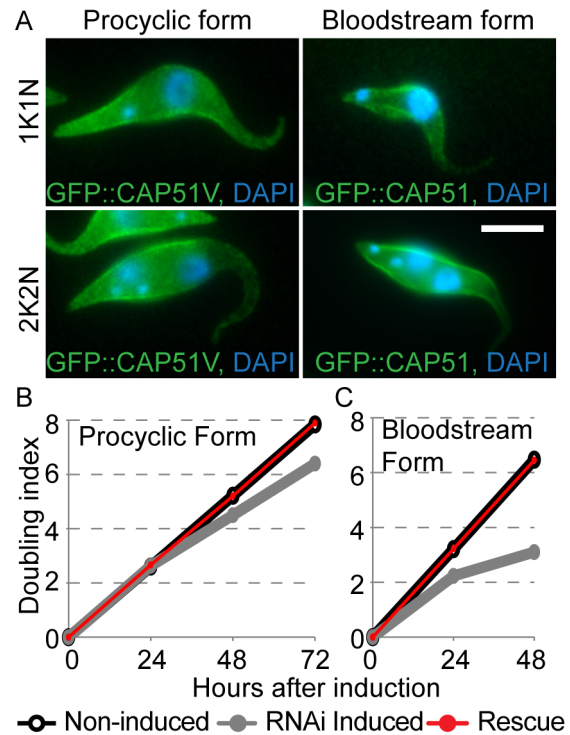 A Procyclic form Bloodstream form
1K1N
GFP::CAP51V, DAPI GFP::CAP51, DAPI
2K2N
GFP::CAP51V, DAPI GFP::CAP51, DAPI
B C
Procyclic Form
Bloodstream
Form
Doubling index
8
6
4
2
0
0 24 48 72
8
6
4
2
0
0 24 48
Hours after induction
Non-induced RNAi Induced Rescue